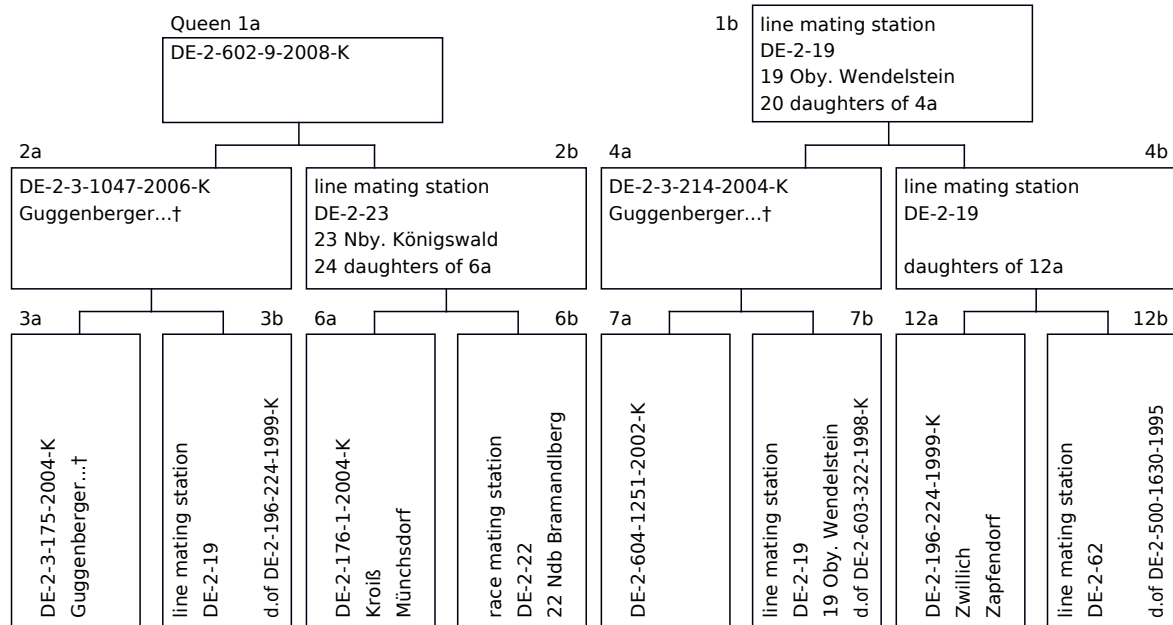 Queen 1a
DE-2-602-9-2008-K
1b
line mating station
DE-2-19
19 Oby. Wendelstein
20 daughters of 4a
2a
DE-2-3-1047-2006-K
Guggenberger...†
2b
line mating station
DE-2-23
23 Nby. Königswald
24 daughters of 6a
4a
DE-2-3-214-2004-K
Guggenberger...†
4b
line mating station
DE-2-19
daughters of 12a
3a
DE-2-3-175-2004-K
Guggenberger...†
3b
line mating station
DE-2-19
d.of DE-2-196-224-1999-K
6a
DE-2-176-1-2004-K
Kroiß
Münchsdorf
6b
race mating station
DE-2-22
22 Ndb Bramandlberg
7a
DE-2-604-1251-2002-K
7b
line mating station
DE-2-19
19 Oby. Wendelstein
d.of DE-2-603-322-1998-K
12a
DE-2-196-224-1999-K
Zwillich
Zapfendorf
12b
line mating station
DE-2-62
d.of DE-2-500-1630-1995